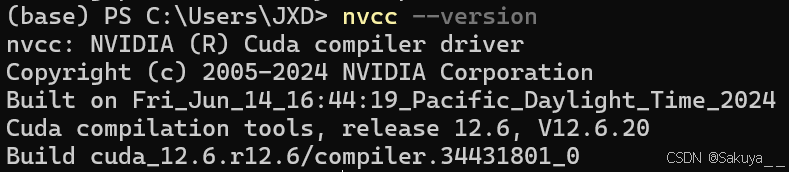 (base) PS C:\Users\JXD> nvcc --version
nvcc: NVIDIA (R) Cuda compiler driver
Copyright (c) 2005-2024 NVIDIA Corporation
Built on Fri_Jun_14_16:44:19_Pacific_Daylight_Time_2024
Cuda compilation tools, release 12.6, V12.6.20
Build cuda_12.6.r12.6/compiler.34431801_0
CSDN @Sakuya__